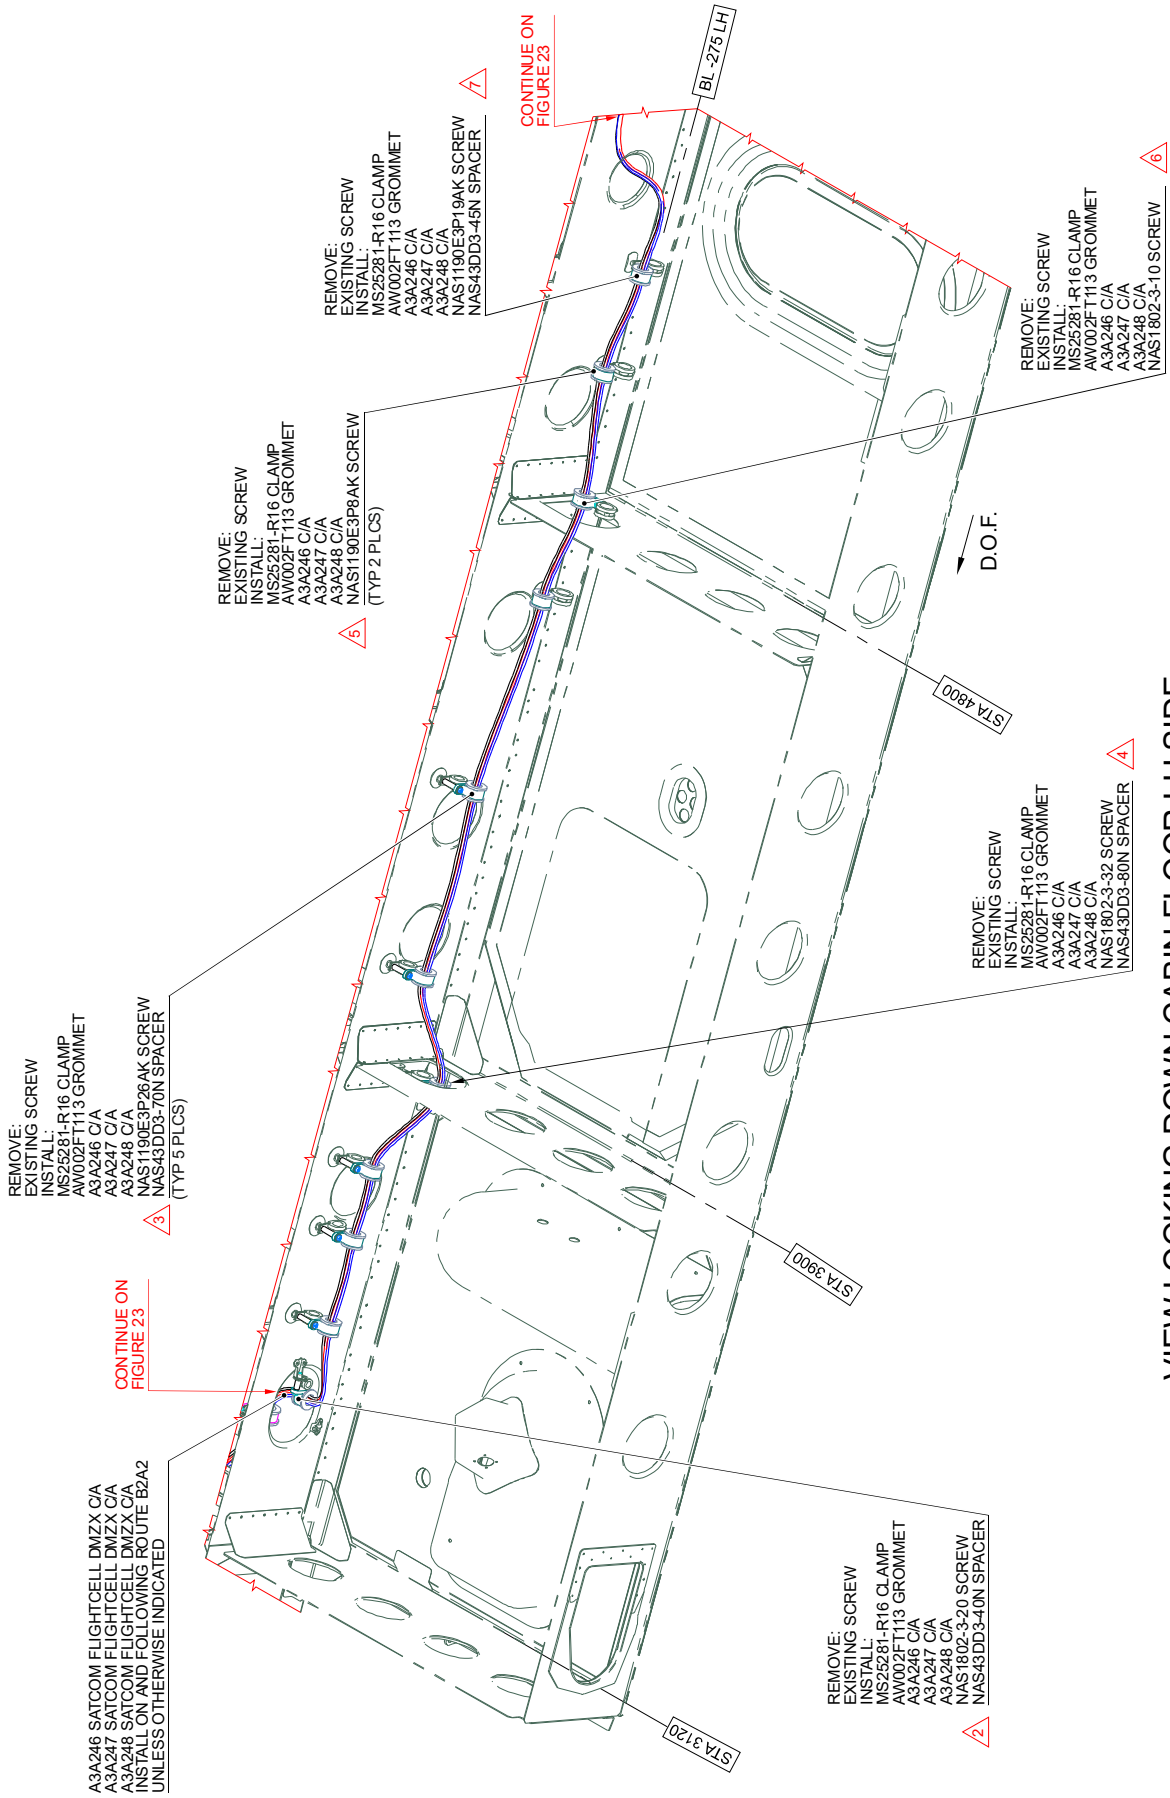 A3A246 SATCOM FLIGHTCELL DMZX C/A
A3A247 SATCOM FLIGHTCELL DMZX C/A
A3A248 SATCOM FLIGHTCELL DMZX C/A
INSTALL ON AND FOLLOWING ROUTE B2A2
UNLESS OTHERWISE INDICATED
CONTINUE ON
FIGURE 23
REMOVE:
EXISTING SCREW
INSTALL:
MS25281-R16 CLAMP
AW002FT113 GROMMET
A3A246 C/A
A3A247 C/A
A3A248 C/A
NAS1190E3P26AK SCREW
NAS43DD3-70N SPACER
(TYP 5 PLCS)
3
REMOVE:
EXISTING SCREW
INSTALL:
MS25281-R16 CLAMP
AW002FT113 GROMMET
A3A246 C/A
A3A247 C/A
A3A248 C/A
NAS1190E3P8AK SCREW
(TYP 2 PLCS)
5
REMOVE:
EXISTING SCREW
INSTALL:
MS25281-R16 CLAMP
AW002FT113 GROMMET
A3A246 C/A
A3A247 C/A
A3A248 C/A
NAS1190E3P19AK SCREW
NAS43DD3-45N SPACER
7
CONTINUE ON
FIGURE 23
BL -275 LH
STA 3120
STA 3900
STA 4800
D.O.F.
REMOVE:
EXISTING SCREW
INSTALL:
MS25281-R16 CLAMP
AW002FT113 GROMMET
A3A246 C/A
A3A247 C/A
A3A248 C/A
NAS1802-3-20 SCREW
NAS43DD3-40N SPACER
2
REMOVE:
EXISTING SCREW
INSTALL:
MS25281-R16 CLAMP
AW002FT113 GROMMET
A3A246 C/A
A3A247 C/A
A3A248 C/A
NAS1802-3-32 SCREW
NAS43DD3-80N SPACER
4
REMOVE:
EXISTING SCREW
INSTALL:
MS25281-R16 CLAMP
AW002FT113 GROMMET
A3A246 C/A
A3A247 C/A
A3A248 C/A
NAS1802-3-10 SCREW
6
VIEW LOOKING DOWN CABIN FLOOR LH SIDE